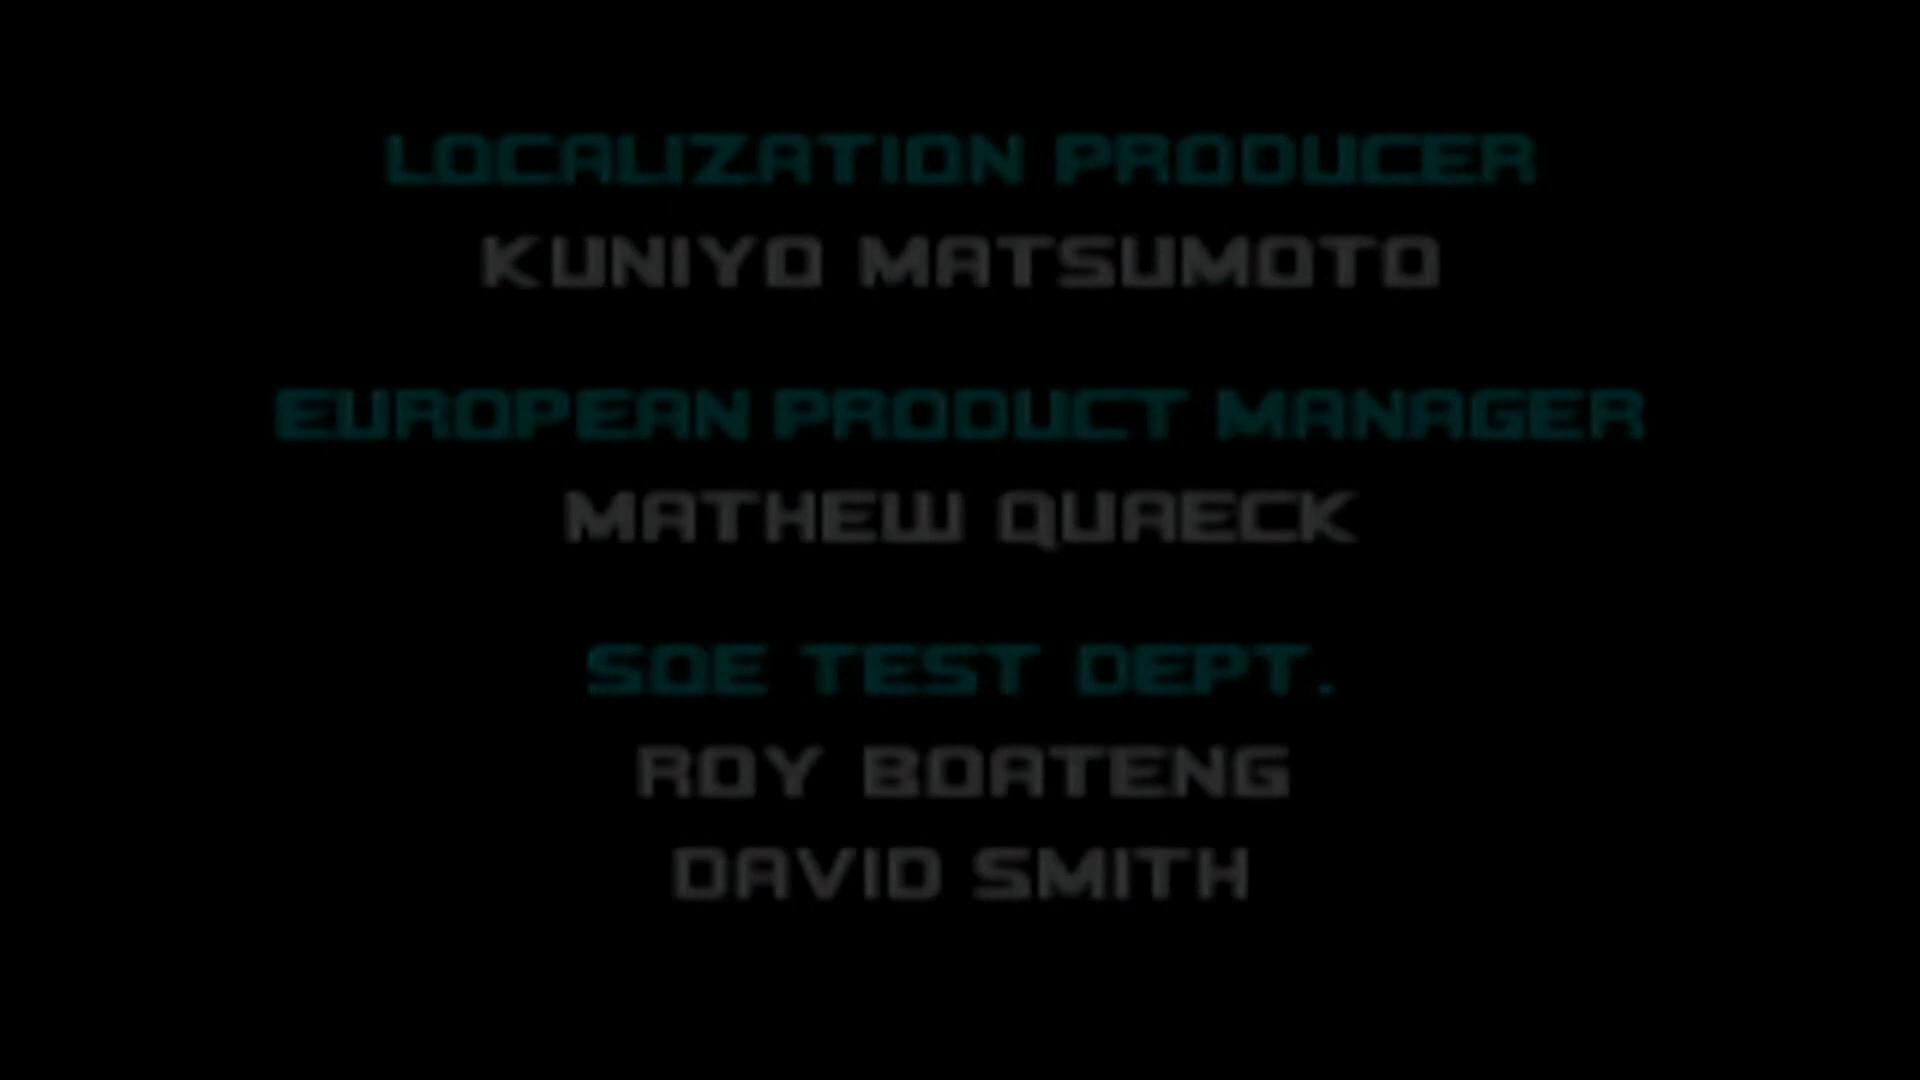 LOCALIZATION PRODUCER
KUNIYO MATSUMOTO
EUROPEAN PRODUCT MANAGER
MATHEW QUAECK
SOE TEST DEPT.
ROY BOATENG
DAVID SMITH